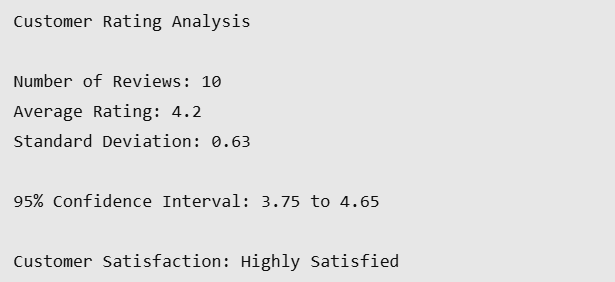 Customer Rating Analysis
Number of Reviews: 10
Average Rating: 4.2
Standard Deviation: 0.63
95% Confidence Interval: 3.75 to 4.65
Customer Satisfaction: Highly Satisfied